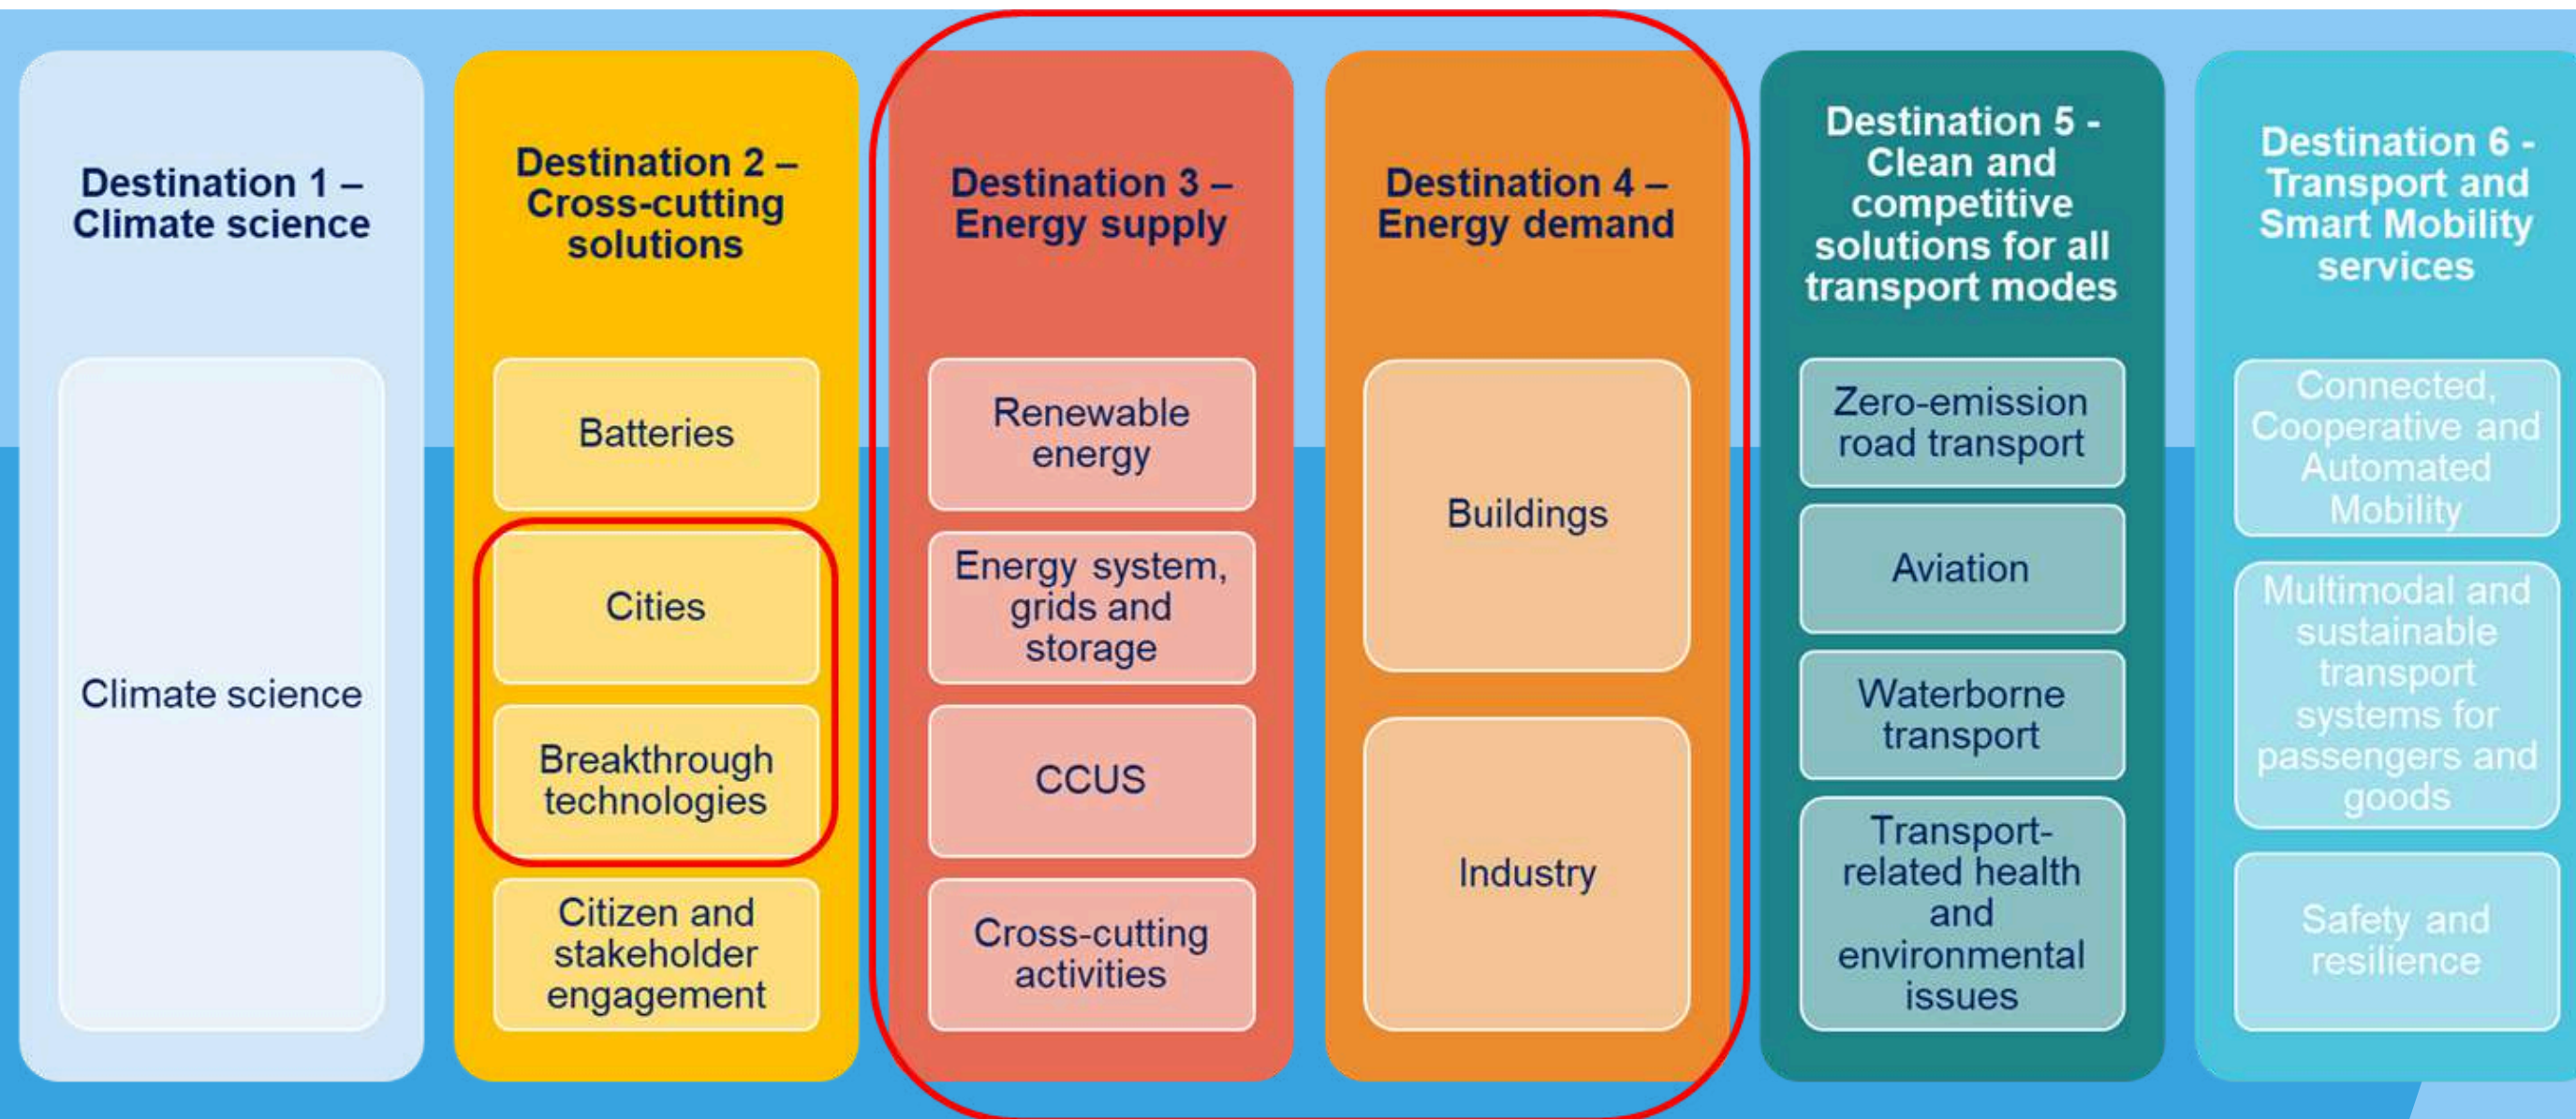 Destination 1 –
Climate science
Climate science
Destination 2 –
Cross-cutting
solutions
Batteries
Cities
Breakthrough
technologies
Citizen and
stakeholder
engagement
Destination 3 –
Energy supply
Renewable
energy
Energy system,
grids and
storage
CCUS
Cross-cutting
activities
Destination 4 –
Energy demand
Buildings
Industry
Destination 5 -
Clean and
competitive
solutions for all
transport modes
Zero-emission
road transport
Aviation
Waterborne
transport
Transport-
related health
and
environmental
issues
Destination 6 -
Transport and
Smart Mobility
services
Connected,
Cooperative and
Automated
Mobility
Multimodal and
sustainable
transport
systems for
passengers and
goods
Safety and
resilience